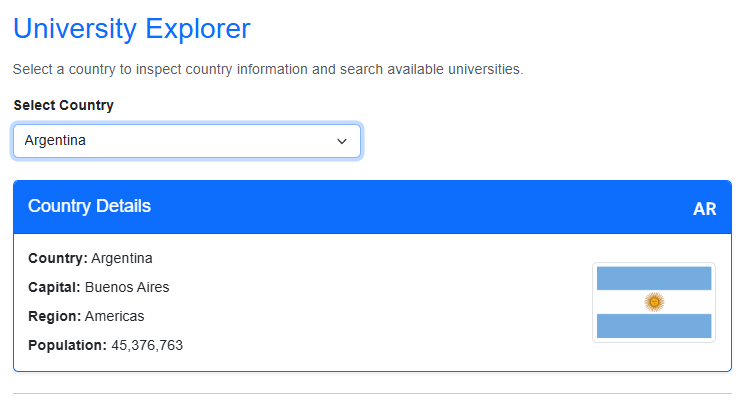 University Explorer
Select a country to inspect country information and search available universities.
Select Country
Argentina
Country Details
AR
Country: Argentina
Capital: Buenos Aires
Region: Americas
Population: 45,376,763